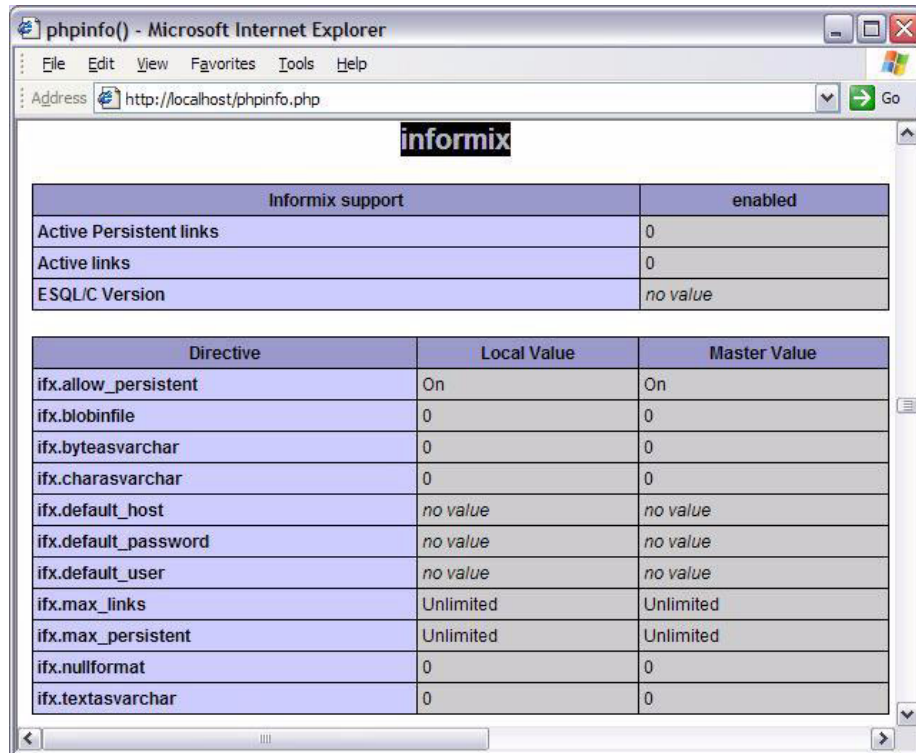 phpinfo() - Microsoft Internet Explorer
File Edit View Favorites Tools Help
Address http://localhost/phpinfo.php Go
informix
Informix support enabled
Active Persistent links 0
Active links 0
ESQL/C Version no value
Directive Local Value Master Value
ifx.allow_persistent On On
ifx.blobinfile 0 0
ifx.byteasvarchar 0 0
ifx.charasvarchar 0 0
ifx.default_host no value no value
ifx.default_password no value no value
ifx.default_user no value no value
ifx.max_links Unlimited Unlimited
ifx.max_persistent Unlimited Unlimited
ifx.nullformat 0 0
ifx.textasvarchar 0 0